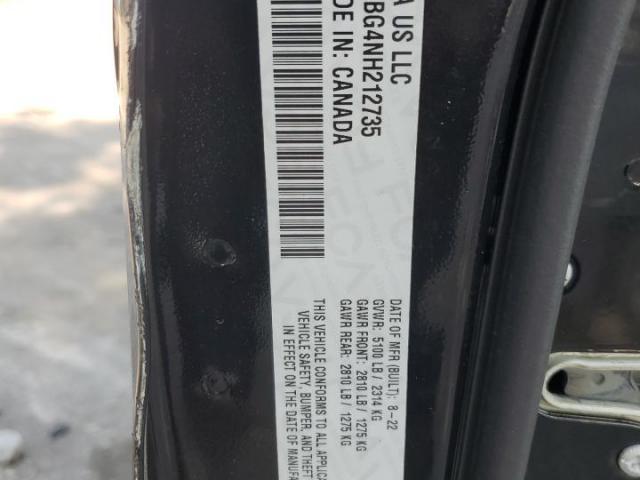 A US LLC
BG4NH212735
DE IN: CANADA
DATE OF MFR (BUILT): 8-22
GVWR: 5100 LB / 2314 KG
GAWR FRONT: 2810 LB / 1275 KG
GAWR REAR: 2810 LB / 1275 KG
THIS VEHICLE CONFORMS TO ALL APPLICA
VEHICLE SAFETY, BUMPER, AND THEFT
IN EFFECT ON THE DATE OF MANUFA